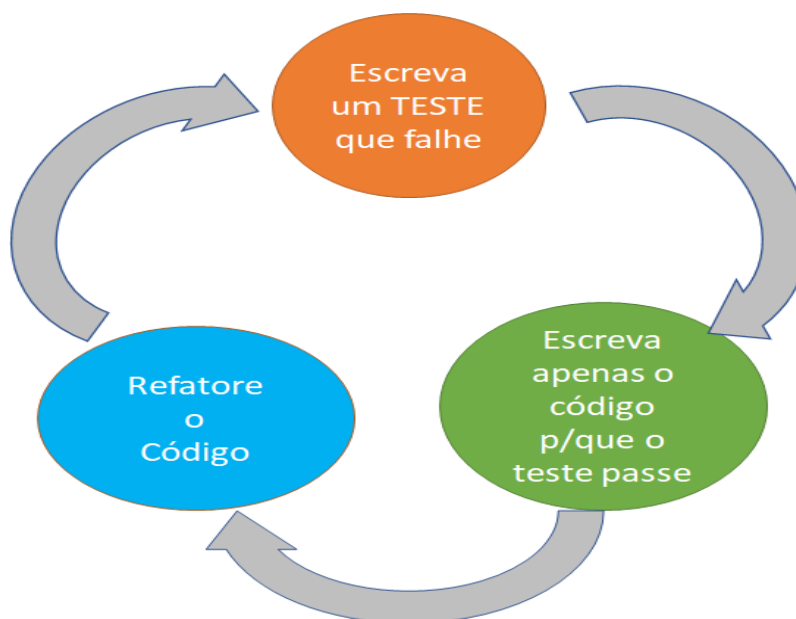 Escreva
um TESTE
que falhe
Escreva
apenas o
código
p/que o
teste passe
Refatore
o
Código